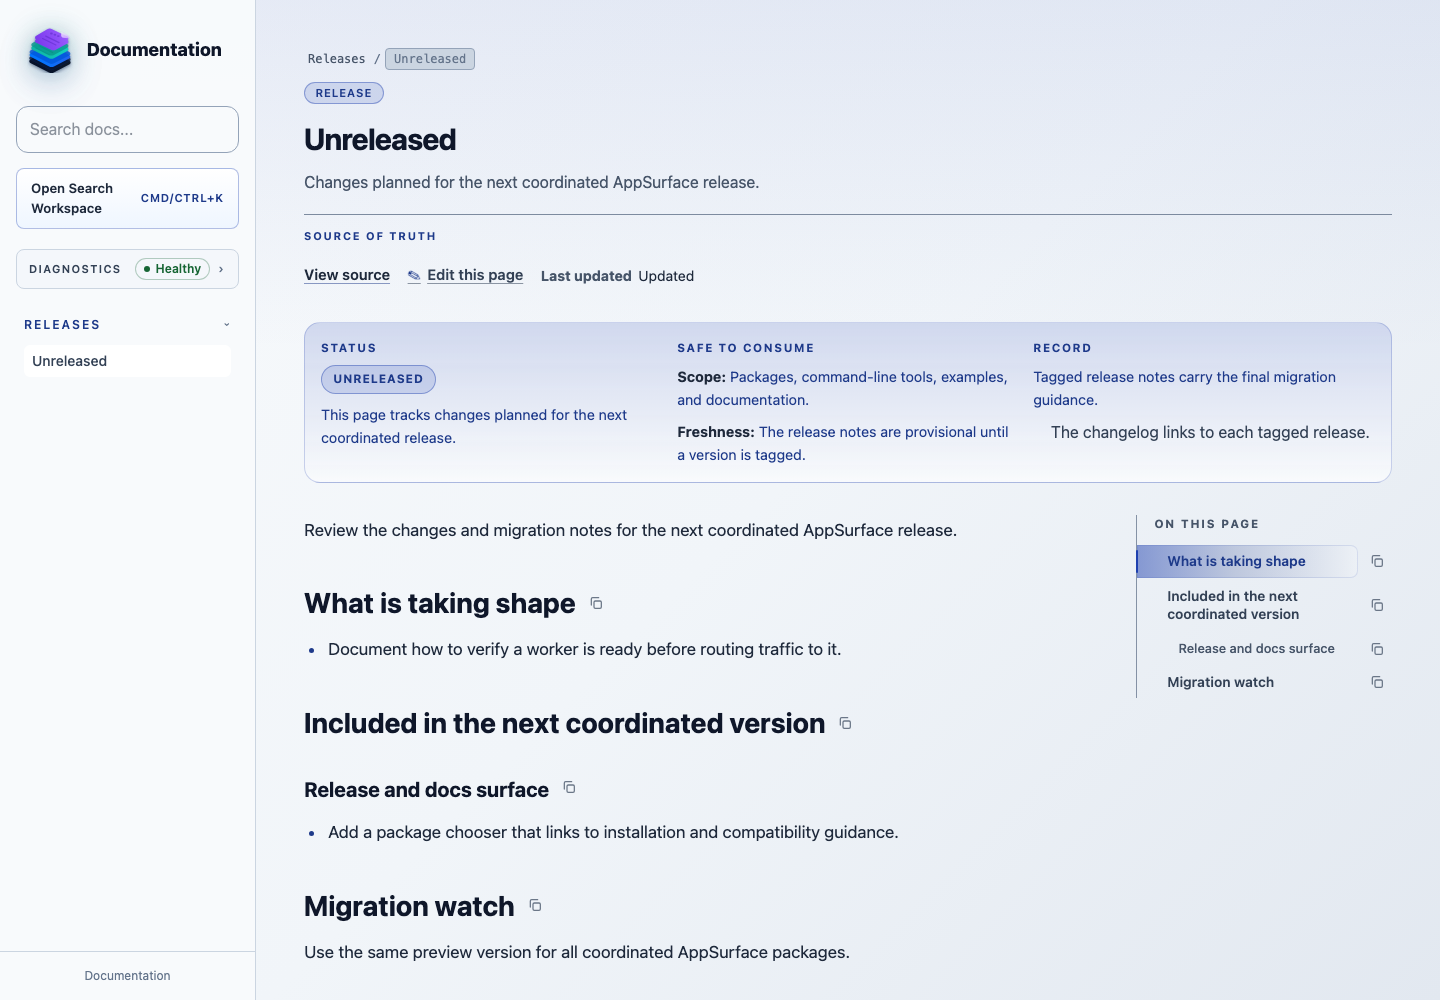 Documentation
Search docs...
Open Search
Workspace
CMD/CTRL+K
DIAGNOSTICS
Healthy
RELEASES
Unreleased
Documentation
Releases / Unreleased
RELEASE
Unreleased
Changes planned for the next coordinated AppSurface release.
SOURCE OF TRUTH
View source ✎ Edit this page Last updated Updated
STATUS
UNRELEASED
This page tracks changes planned for the next
coordinated release.
SAFE TO CONSUME
Scope: Packages, command-line tools, examples,
and documentation.
Freshness: The release notes are provisional until
a version is tagged.
RECORD
Tagged release notes carry the final migration
guidance.
The changelog links to each tagged release.
Review the changes and migration notes for the next coordinated AppSurface release.
What is taking shape
• Document how to verify a worker is ready before routing traffic to it.
Included in the next coordinated version
Release and docs surface
• Add a package chooser that links to installation and compatibility guidance.
Migration watch
Use the same preview version for all coordinated AppSurface packages.
ON THIS PAGE
What is taking shape
Included in the next
coordinated version
Release and docs surface
Migration watch